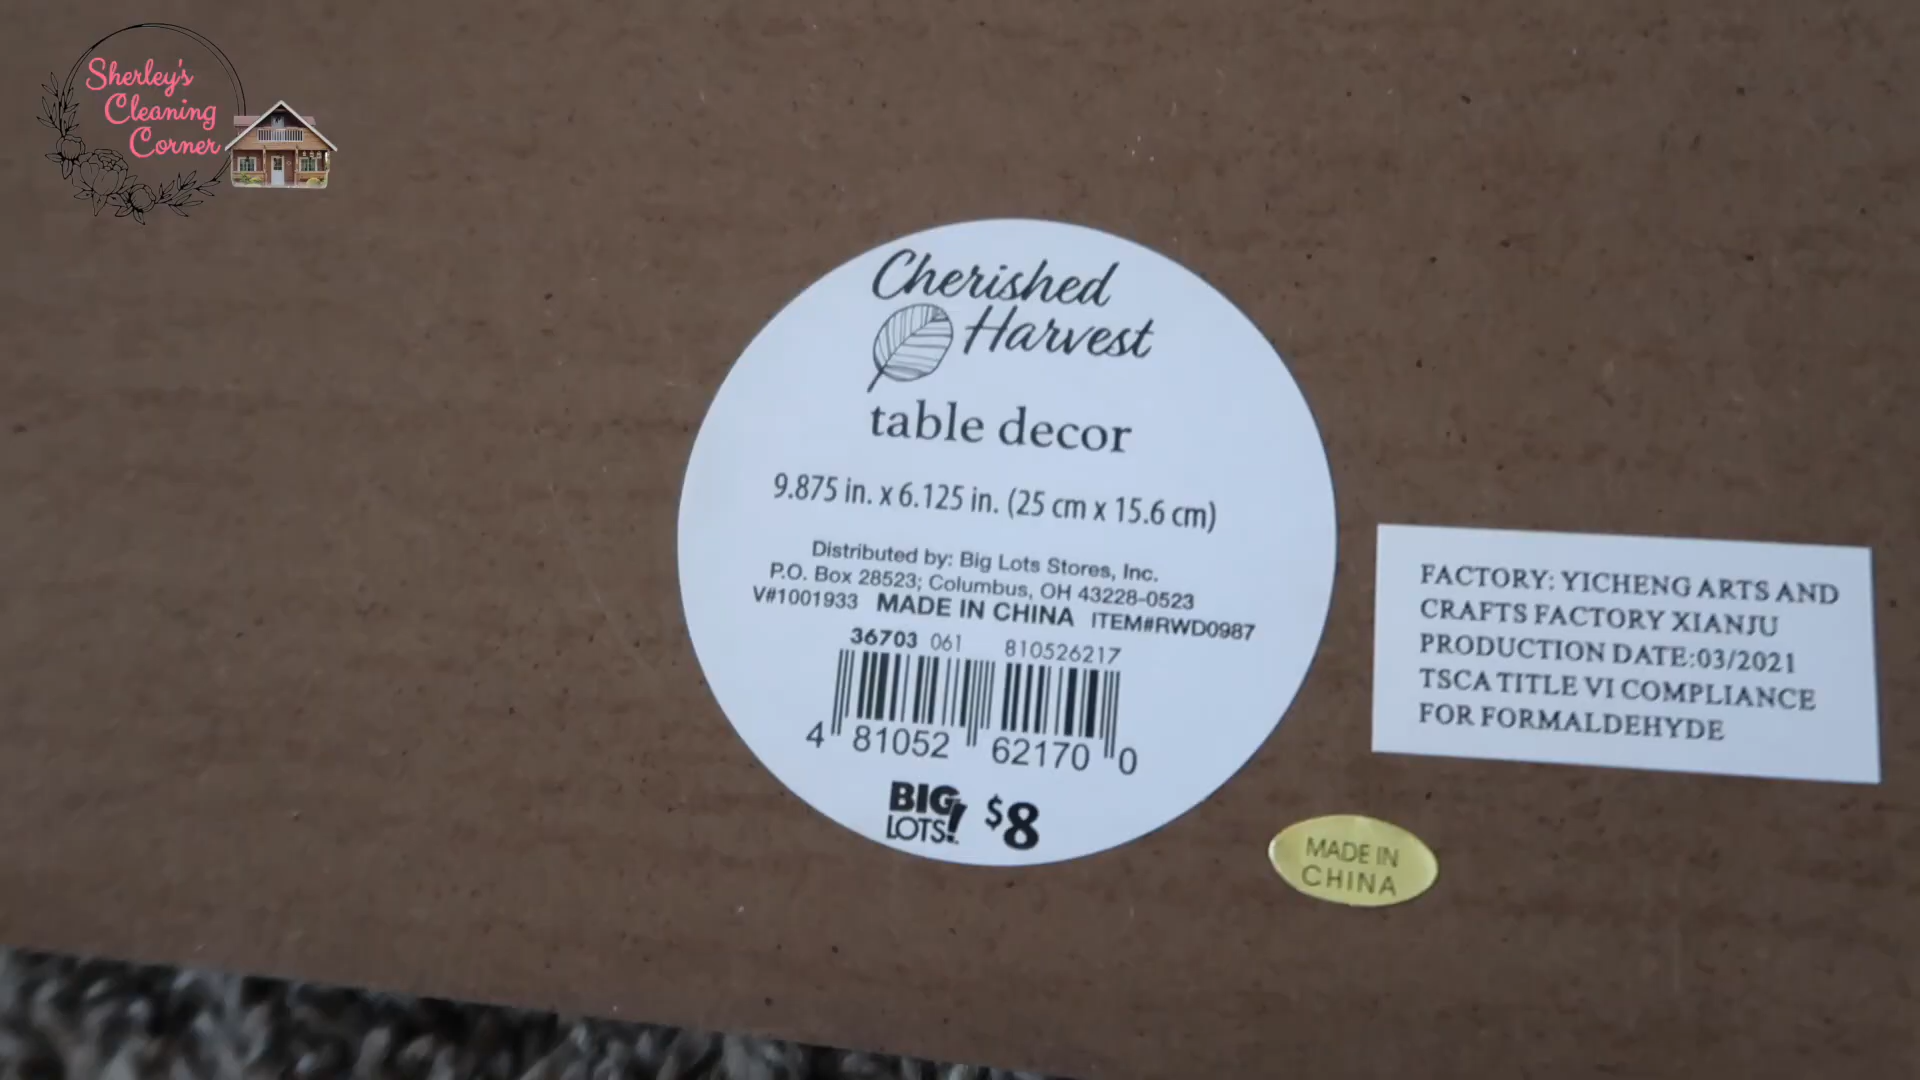 Sherley's
Cleaning
Corner
Cherished
Harvest
table decor
9.875 in. x 6.125 in. (25 cm x 15.6 cm)
Distributed by: Big Lots Stores, Inc.
P.O. Box 28523; Columbus, OH 43228-0523
V#1001933 MADE IN CHINA ITEM#RWD0987
36703 061 810526217
4 81052 62170 0
BIG LOTS! $8
FACTORY: YICHENG ARTS AND
CRAFTS FACTORY XIANJU
PRODUCTION DATE:03/2021
TSCA TITLE VI COMPLIANCE
FOR FORMALDEHYDE
MADE IN
CHINA